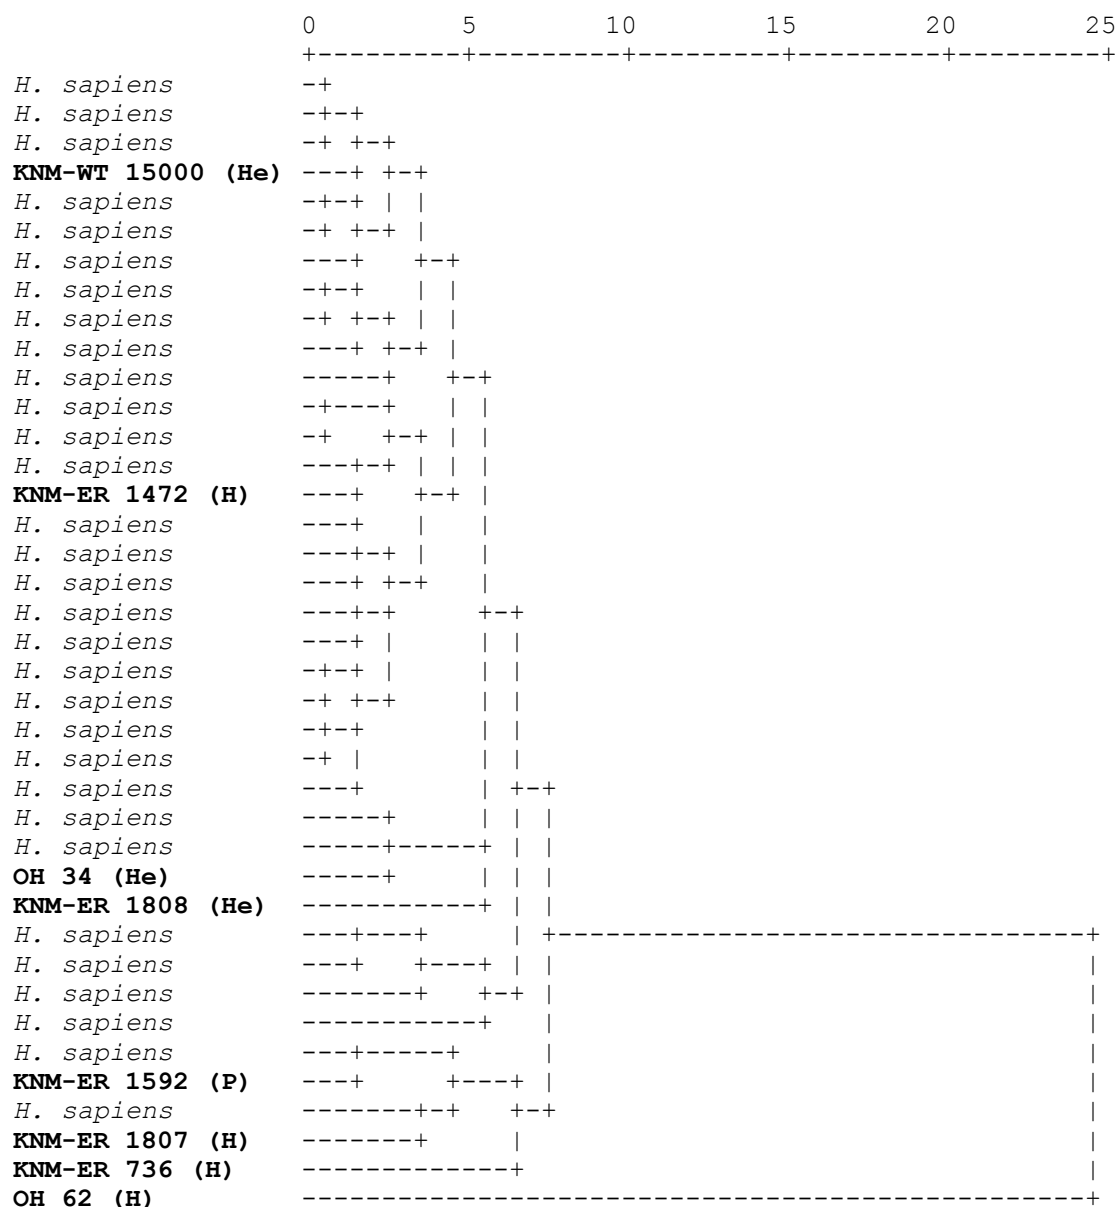 0 5 10 15 20 25
+---------+---------+---------+---------+---------+
H. sapiens -+
H. sapiens -+-+
H. sapiens -+ +-+
KNM-WT 15000 (He) ---+ +-+
H. sapiens -+-+ | |
H. sapiens -+ +-+ |
H. sapiens ---+   +-+
H. sapiens -+-+   | |
H. sapiens -+ +-+ | |
H. sapiens ---+ +-+ |
H. sapiens -----+   +-+
H. sapiens -+---+   | |
H. sapiens -+   +-+ | |
H. sapiens ---+-+ | | |
KNM-ER 1472 (H) ---+   +-+ |
H. sapiens ---+   |   |
H. sapiens ---+-+ |   |
H. sapiens ---+ +-+   |
H. sapiens ---+-+     +-+
H. sapiens ---+ |     | |
H. sapiens -+-+ |     | |
H. sapiens -+ +-+     | |
H. sapiens -+-+       | |
H. sapiens -+ |       | |
H. sapiens ---+       | +-+
H. sapiens -----+     | | |
H. sapiens -----+-----+ | |
OH 34 (He) -----+     | | |
KNM-ER 1808 (He) -----------+ | |
H. sapiens ---+---+     | +---------------------------------+
H. sapiens ---+   +---+ | |                                 |
H. sapiens -------+   +-+ |                                 |
H. sapiens -----------+   |                                 |
H. sapiens ---+-----+     |                                 |
KNM-ER 1592 (P) ---+     +---+ |                                 |
H. sapiens -------+-+   +-+                                 |
KNM-ER 1807 (H) -------+     |                                   |
KNM-ER 736 (H) -------------+                                   |
OH 62 (H) -------------------------------------------------+